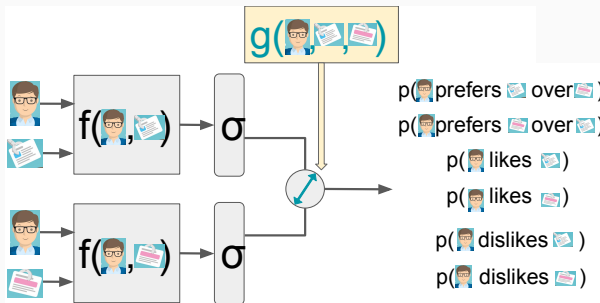 g( , , )
f( , )
σ
p( prefers over )
p( prefers over )
p( likes )
p( likes )
f( , )
σ
p( dislikes )
p( dislikes )